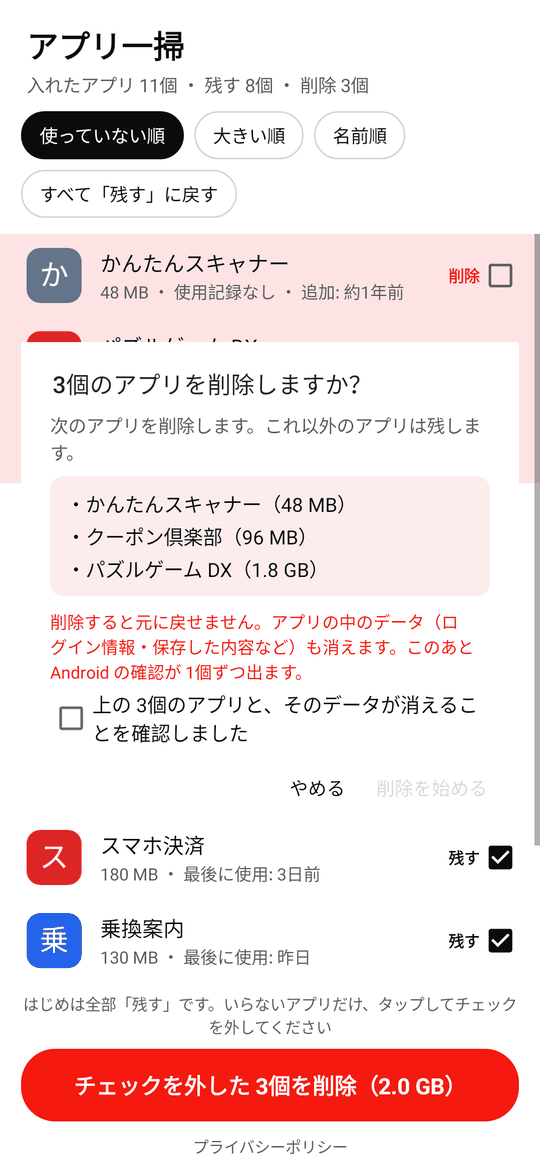 アプリ一掃
入れたアプリ 11個 ・ 残す 8個 ・ 削除 3個
使っていない順
大きい順
名前順
すべて「残す」に戻す
か
かんたんスキャナー
48 MB ・ 使用記録なし ・ 追加: 約1年前
削除
3個のアプリを削除しますか？
次のアプリを削除します。これ以外のアプリは残しま
す。
・かんたんスキャナー（48 MB）
・クーポン倶楽部（96 MB）
・パズルゲーム DX（1.8 GB）
削除すると元に戻せません。アプリの中のデータ（ロ
グイン情報・保存した内容など）も消えます。このあと
Android の確認が 1個ずつ出ます。
上の 3個のアプリと、そのデータが消えるこ
とを確認しました
やめる
削除を始める
ス
スマホ決済
180 MB ・ 最後に使用: 3日前
残す
乗
乗換案内
130 MB ・ 最後に使用: 昨日
残す
はじめは全部「残す」です。いらないアプリだけ、タップしてチェック
を外してください
チェックを外した 3個を削除（2.0 GB）
プライバシーポリシー